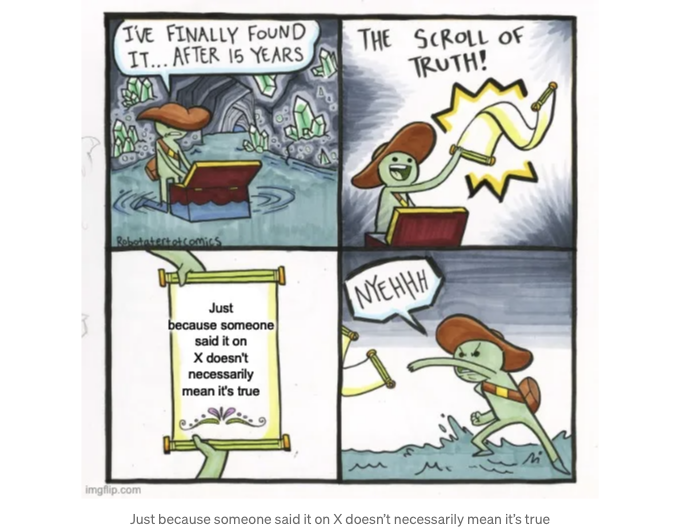 I'VE FINALLY FOUND
IT... AFTER 15 YEARS
THE SCROLL OF
TRUTH!
Robotatertotcomics
Just
because someone
said it on
X doesn't
necessarily
mean it's true
NYEHHH
imgflip.com
Just because someone said it on X doesn't necessarily mean it's true